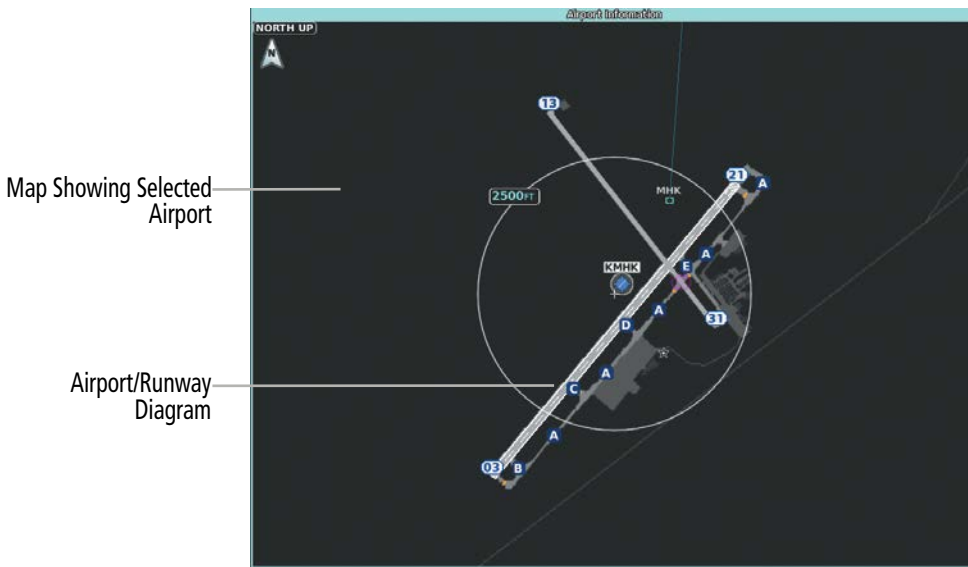 Airport Information
NORTH UP
N
13
21
A
Map Showing Selected
Airport
2500FT
MHK
A
E
KMHK
A
31
D
Airport/Runway
Diagram
A
C
A
03
B